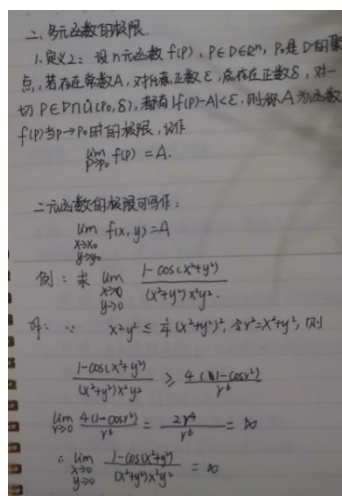 二、多元函数的极限.
1.定义2: 设n元函数f(P), P∈D⊂Rⁿ, P₀是D的聚
点,若存在常数A,对任意正数ε,总存在正数δ,对一
切P∈D∩Ů(P₀,δ),都有|f(P)-A|<ε.则称A为函数
f(P)当P→P₀时的极限,记作
lim f(P) = A.
P→P₀
二元函数的极限可写作:
lim f(x,y)=A
x→x₀
y→y₀
例: 求 lim (1-cos(x²+y²))/((x²+y²)x²y²).
x→0
y→0
解: ∵ x²y² ≤ 1/4(x²+y²)², 令r²=x²+y², 则
(1-cos(x²+y²))/((x²+y²)x²y²) ≥ 4(1-cosr²)/r⁶
lim 4(1-cosr²)/r⁶ = 2r⁴/r⁶ = ∞
r→0
∴ lim (1-cos(x²+y²))/((x²+y²)x²y²) = ∞
x→0
y→0